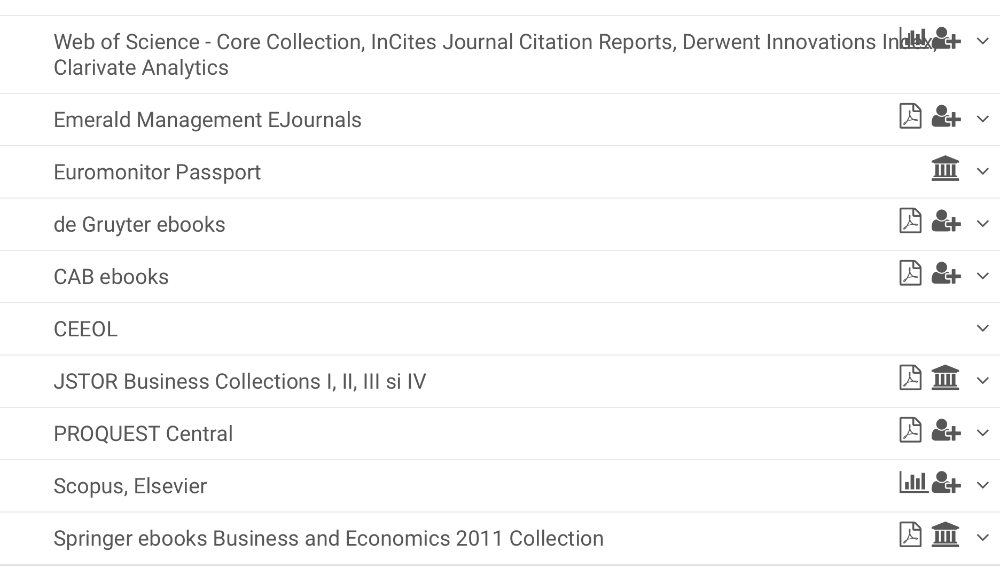 Web of Science - Core Collection, InCites Journal Citation Reports, Derwent Innovations Index,
Clarivate Analytics
Emerald Management EJournals
Euromonitor Passport
de Gruyter ebooks
CAB ebooks
CEEOL
JSTOR Business Collections I, II, III si IV
PROQUEST Central
Scopus, Elsevier
Springer ebooks Business and Economics 2011 Collection